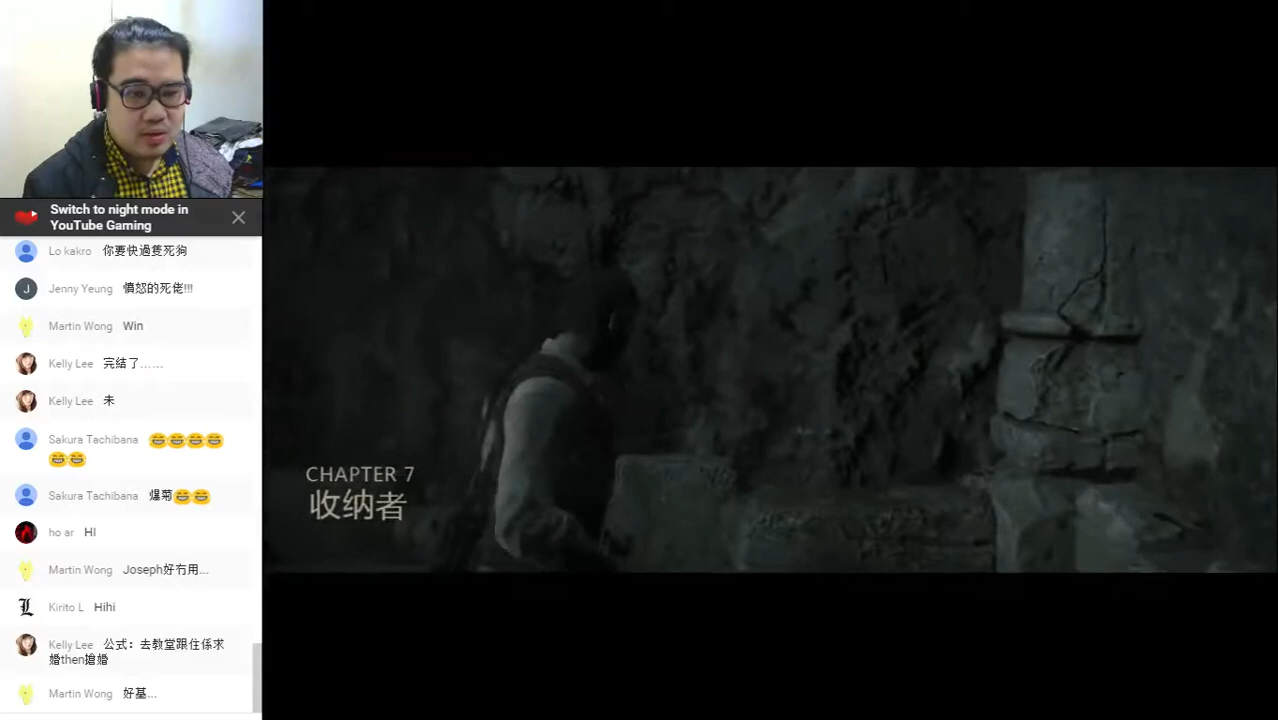 Switch to night mode in
YouTube Gaming
Lo kakro 你要快過隻死狗
Jenny Yeung 憤怒的死佬!!!
Martin Wong Win
Kelly Lee 完結了……
Kelly Lee 未
Sakura Tachibana 😂😂😂😂
😂😂
Sakura Tachibana 爆菊😂😂
ho ar HI
Martin Wong Joseph好冇用...
Kirito L Hihi
Kelly Lee 公式：去教堂跟住係求
婚then搶婚
Martin Wong 好基...
CHAPTER 7
收纳者